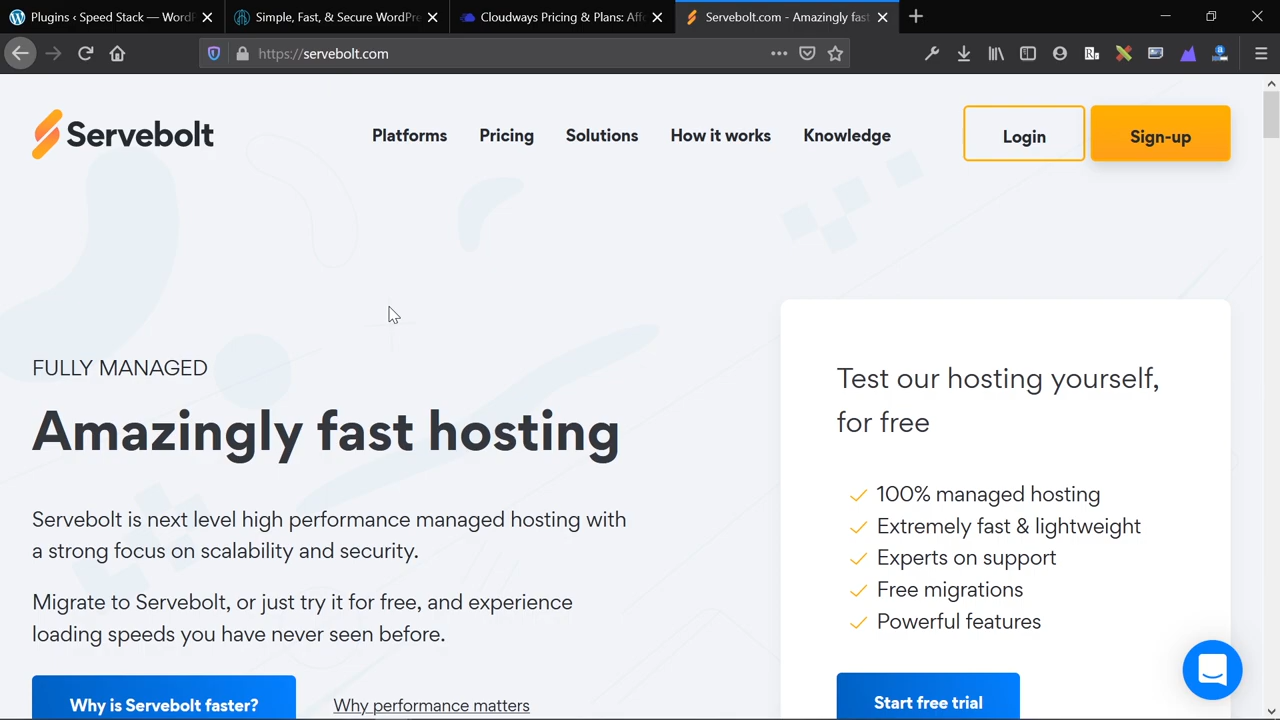 Plugins ‹ Speed Stack — WordP
Simple, Fast, & Secure WordPre
Cloudways Pricing & Plans: Affo
Servebolt.com - Amazingly fast
https://servebolt.com
Servebolt
Platforms
Pricing
Solutions
How it works
Knowledge
Login
Sign-up
FULLY MANAGED
Amazingly fast hosting
Servebolt is next level high performance managed hosting with
a strong focus on scalability and security.
Migrate to Servebolt, or just try it for free, and experience
loading speeds you have never seen before.
Why is Servebolt faster?
Why performance matters
Test our hosting yourself,
for free
100% managed hosting
Extremely fast & lightweight
Experts on support
Free migrations
Powerful features
Start free trial